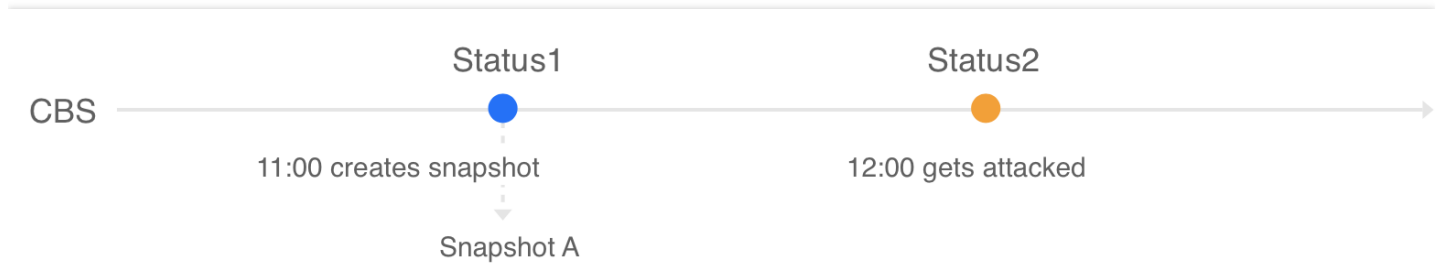 Status1
Status2
CBS
11:00 creates snapshot
12:00 gets attacked
Snapshot A